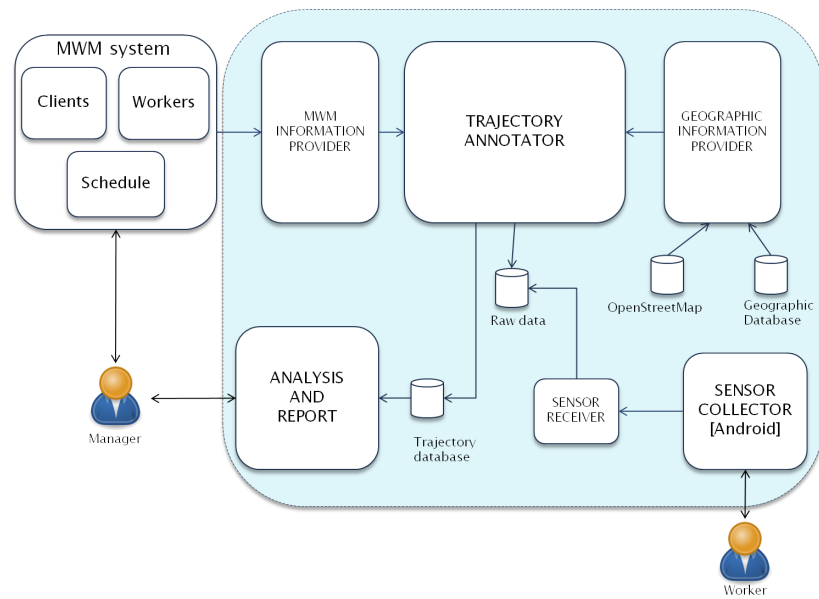 MWM system
Clients
Workers
Schedule
MWM
INFORMATION
PROVIDER
TRAJECTORY
ANNOTATOR
GEOGRAPHIC
INFORMATION
PROVIDER
Raw data
OpenStreetMap
Geographic
Database
Manager
ANALYSIS
AND
REPORT
Trajectory
database
SENSOR
RECEIVER
SENSOR
COLLECTOR
[Android]
Worker